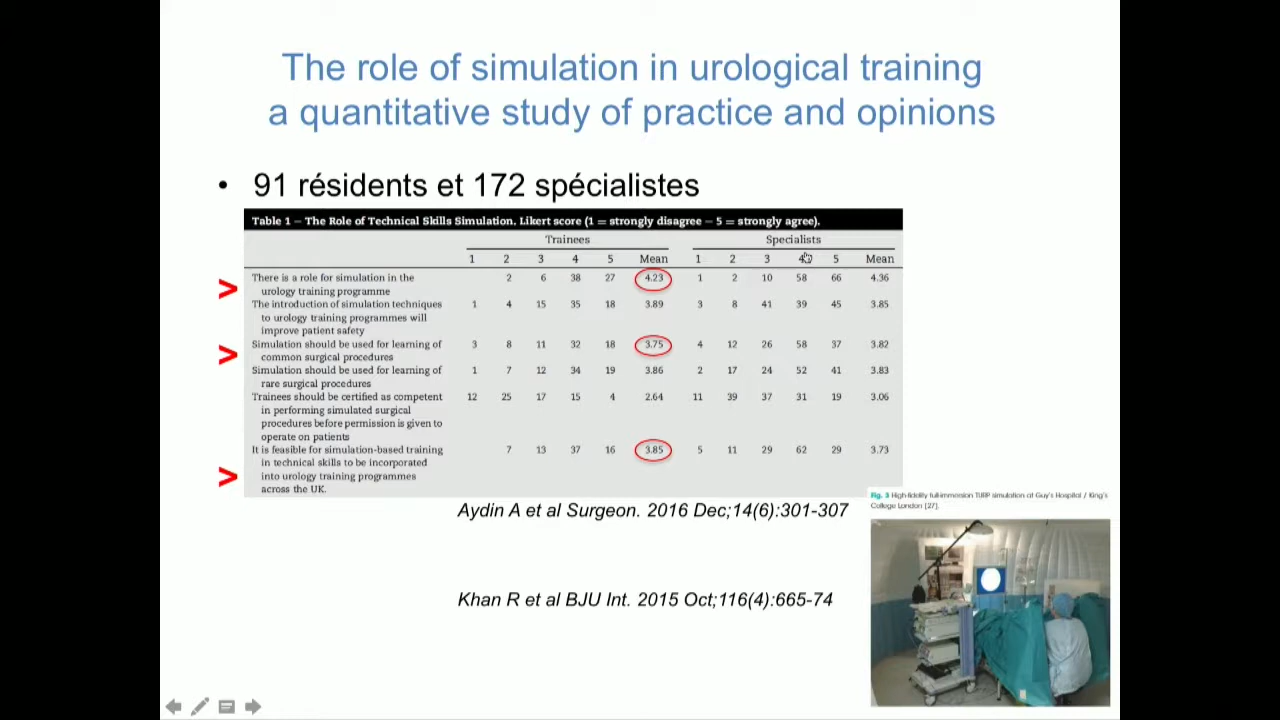 The role of simulation in urological training
a quantitative study of practice and opinions
• 91 résidents et 172 spécialistes
Table 1 – The Role of Technical Skills Simulation. Likert score (1 = strongly disagree – 5 = strongly agree).
Trainees Specialists
1 2 3 4 5 Mean 1 2 3 4 5 Mean
> There is a role for simulation in the 2 6 38 27 4.23 1 2 10 58 66 4.36
urology training programme
The introduction of simulation techniques 1 4 15 35 18 3.89 3 8 41 39 45 3.85
to urology training programmes will
improve patient safety
> Simulation should be used for learning of 3 8 11 32 18 3.75 4 12 26 58 37 3.82
common surgical procedures
Simulation should be used for learning of 1 7 12 34 19 3.86 2 17 24 52 41 3.83
rare surgical procedures
Trainees should be certified as competent 12 25 17 15 4 2.64 11 39 37 31 19 3.06
in performing simulated surgical
procedures before permission is given to
operate on patients
It is feasible for simulation-based training 7 13 37 16 3.85 5 11 29 62 29 3.73
in technical skills to be incorporated
> into urology training programmes
across the UK.
Aydin A et al Surgeon. 2016 Dec;14(6):301-307
Fig. 3 High-fidelity full-immersion TURP simulation at Guy's Hospital / King's
College London [27].
Khan R et al BJU Int. 2015 Oct;116(4):665-74